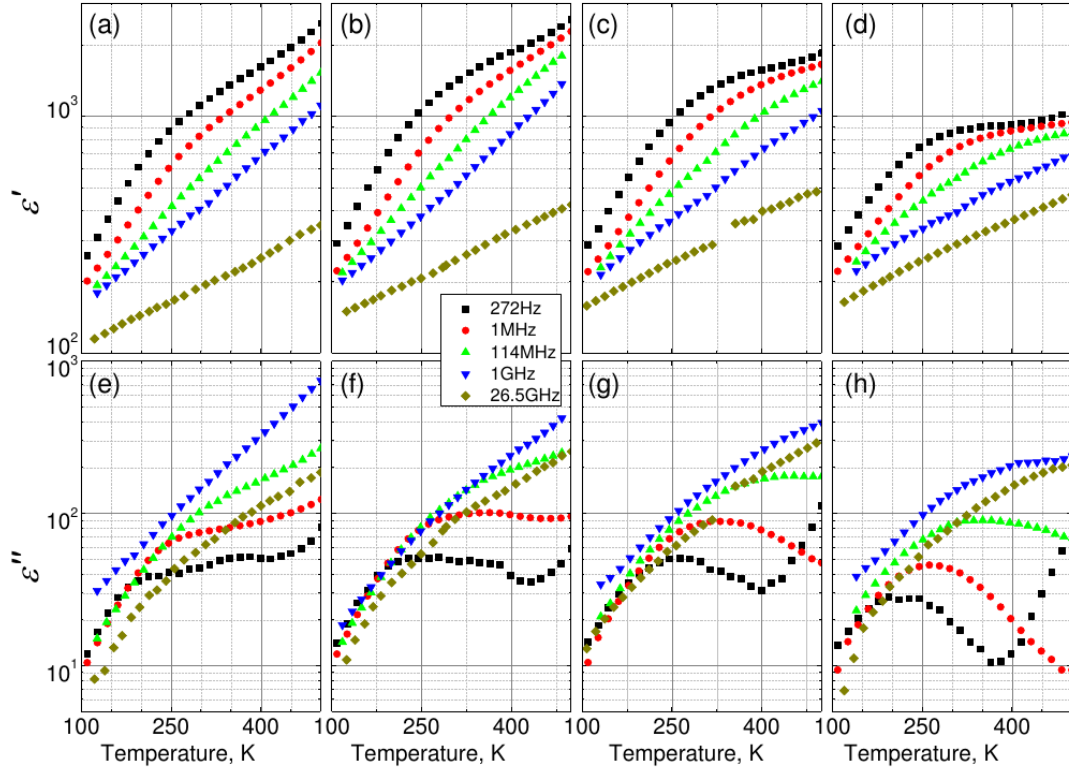 (a) (b) (c) (d)
10³
ε'
10²
272Hz
1MHz
114MHz
1GHz
26.5GHz
10³
(e) (f) (g) (h)
10²
ε''
10¹
100 250 400 100 250 400 100 250 400 100 250 400
Temperature, K Temperature, K Temperature, K Temperature, K